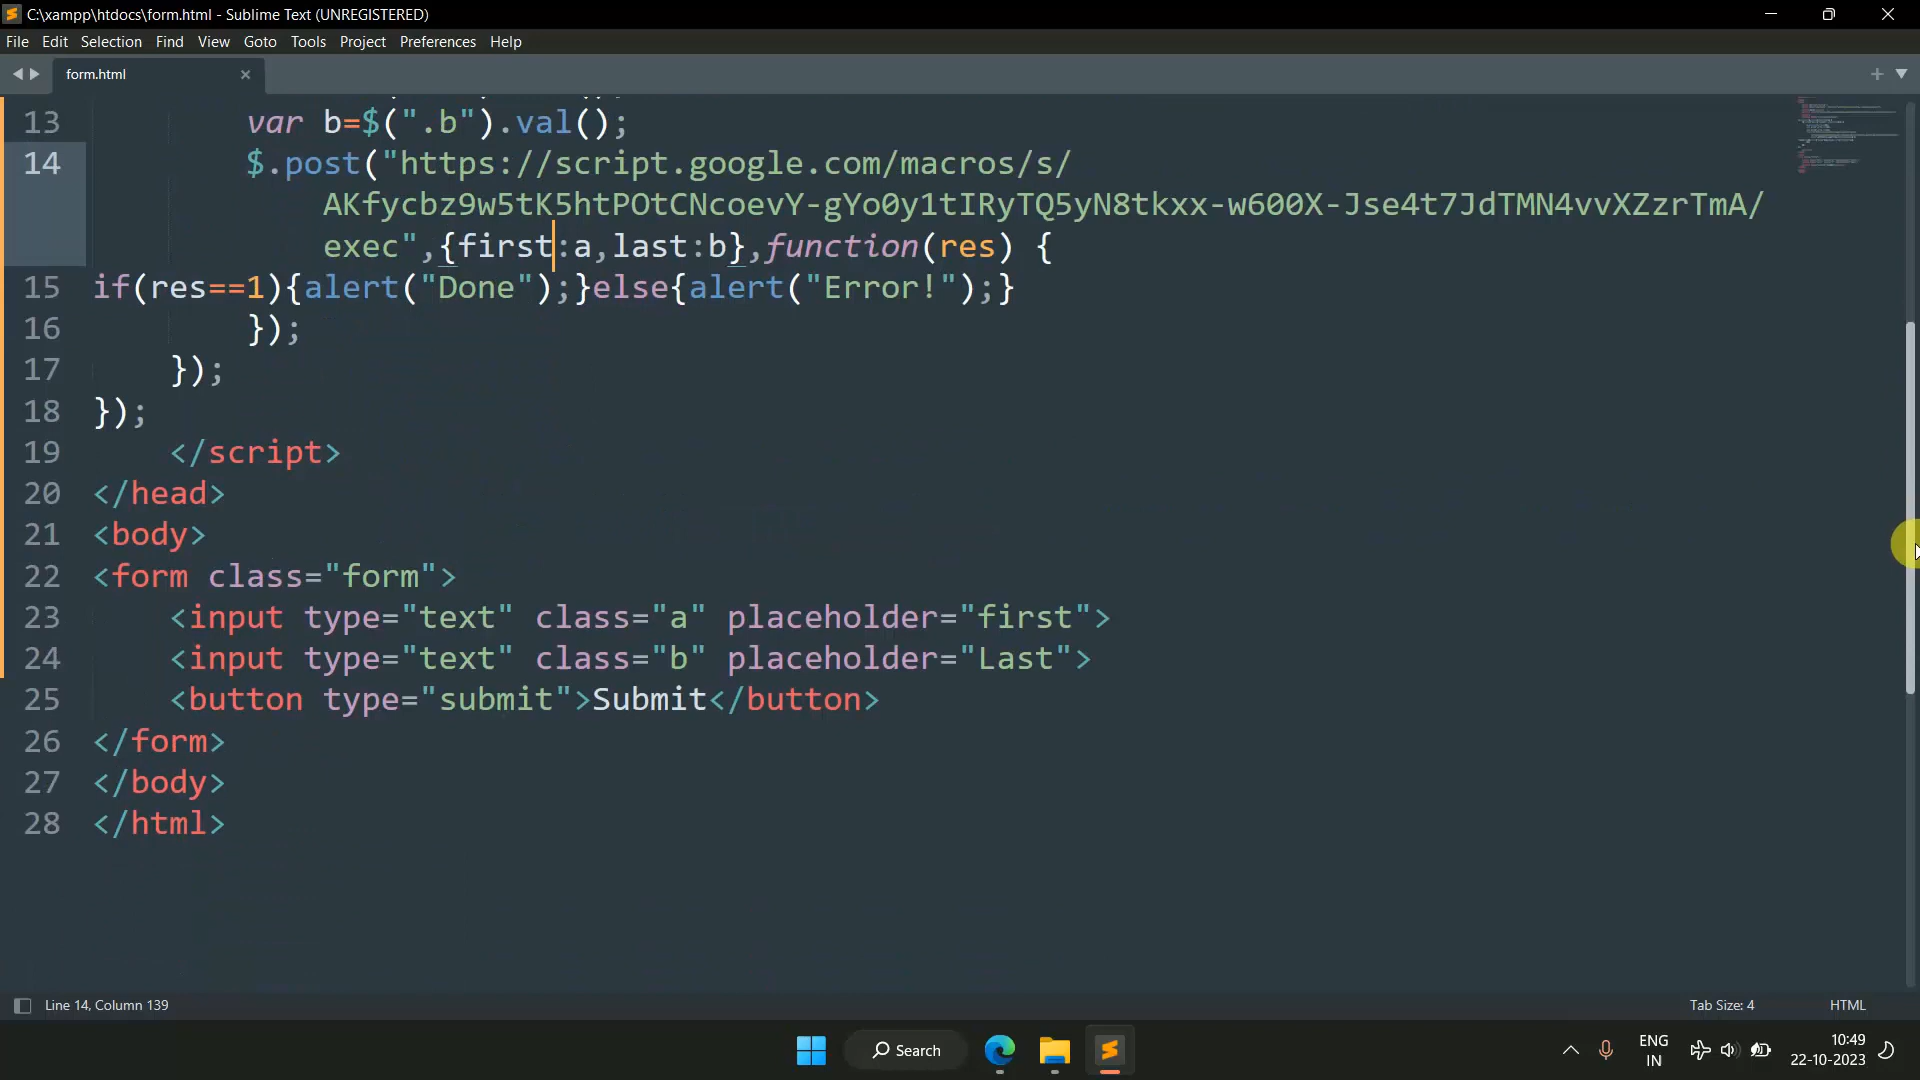 C:\xampp\htdocs\form.html - Sublime Text (UNREGISTERED)
File Edit Selection Find View Goto Tools Project Preferences Help
form.html
13 var b=$(".b").val();
14 $.post("https://script.google.com/macros/s/
AKfycbz9w5tK5htPOtCNcoevY-gYo0y1tIRyTQ5yN8tkxx-w600X-Jse4t7JdTMN4vvXZzrTmA/
exec",{first:a,last:b},function(res) {
15 if(res==1){alert("Done");}else{alert("Error!");}
16 });
17 });
18 });
19 </script>
20 </head>
21 <body>
22 <form class="form">
23 <input type="text" class="a" placeholder="first">
24 <input type="text" class="b" placeholder="Last">
25 <button type="submit">Submit</button>
26 </form>
27 </body>
28 </html>
Line 14, Column 139
Tab Size: 4
HTML
Search
ENG
IN
10:49
22-10-2023